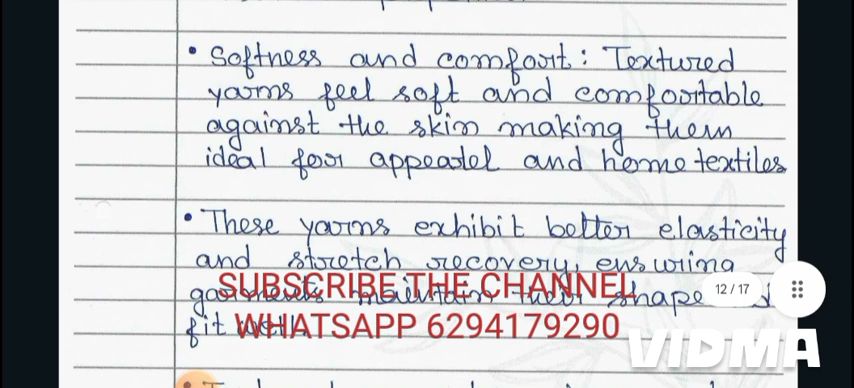 • Softness and comfort: Textured
yarns feel soft and comfortable
against the skin making them
ideal for appearel and home textiles
• These yarns exhibit better elasticity
and stretch recovery, ensuring
SUBSCRIBE THE CHANNEL
shape
12 / 17
fit
WHATSAPP 6294179290
VIDMA